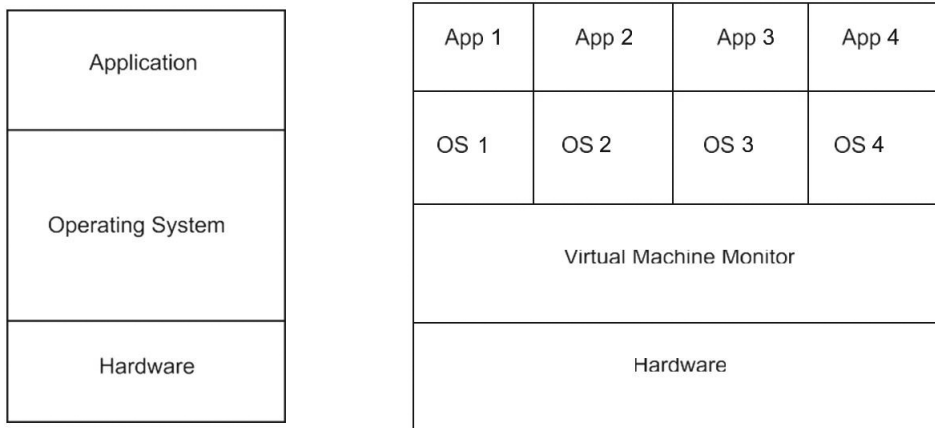 Application
Operating System
Hardware
App 1 App 2 App 3 App 4
OS 1 OS 2 OS 3 OS 4
Virtual Machine Monitor
Hardware